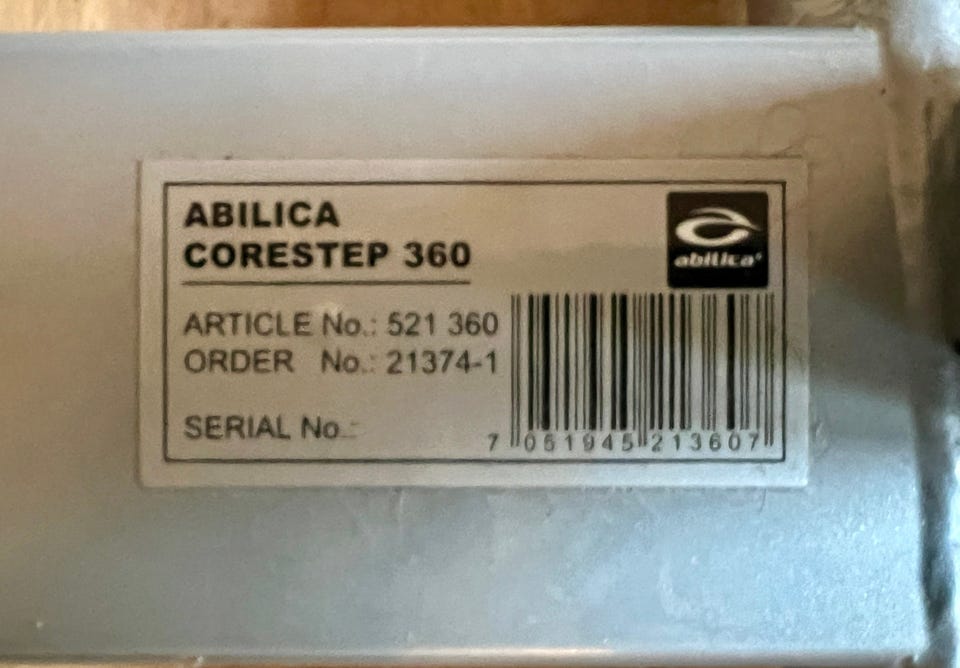 ABILICA
CORESTEP 360
abilica®
ARTICLE No.: 521 360
ORDER No.: 21374-1
SERIAL No.:
7 051945 213607